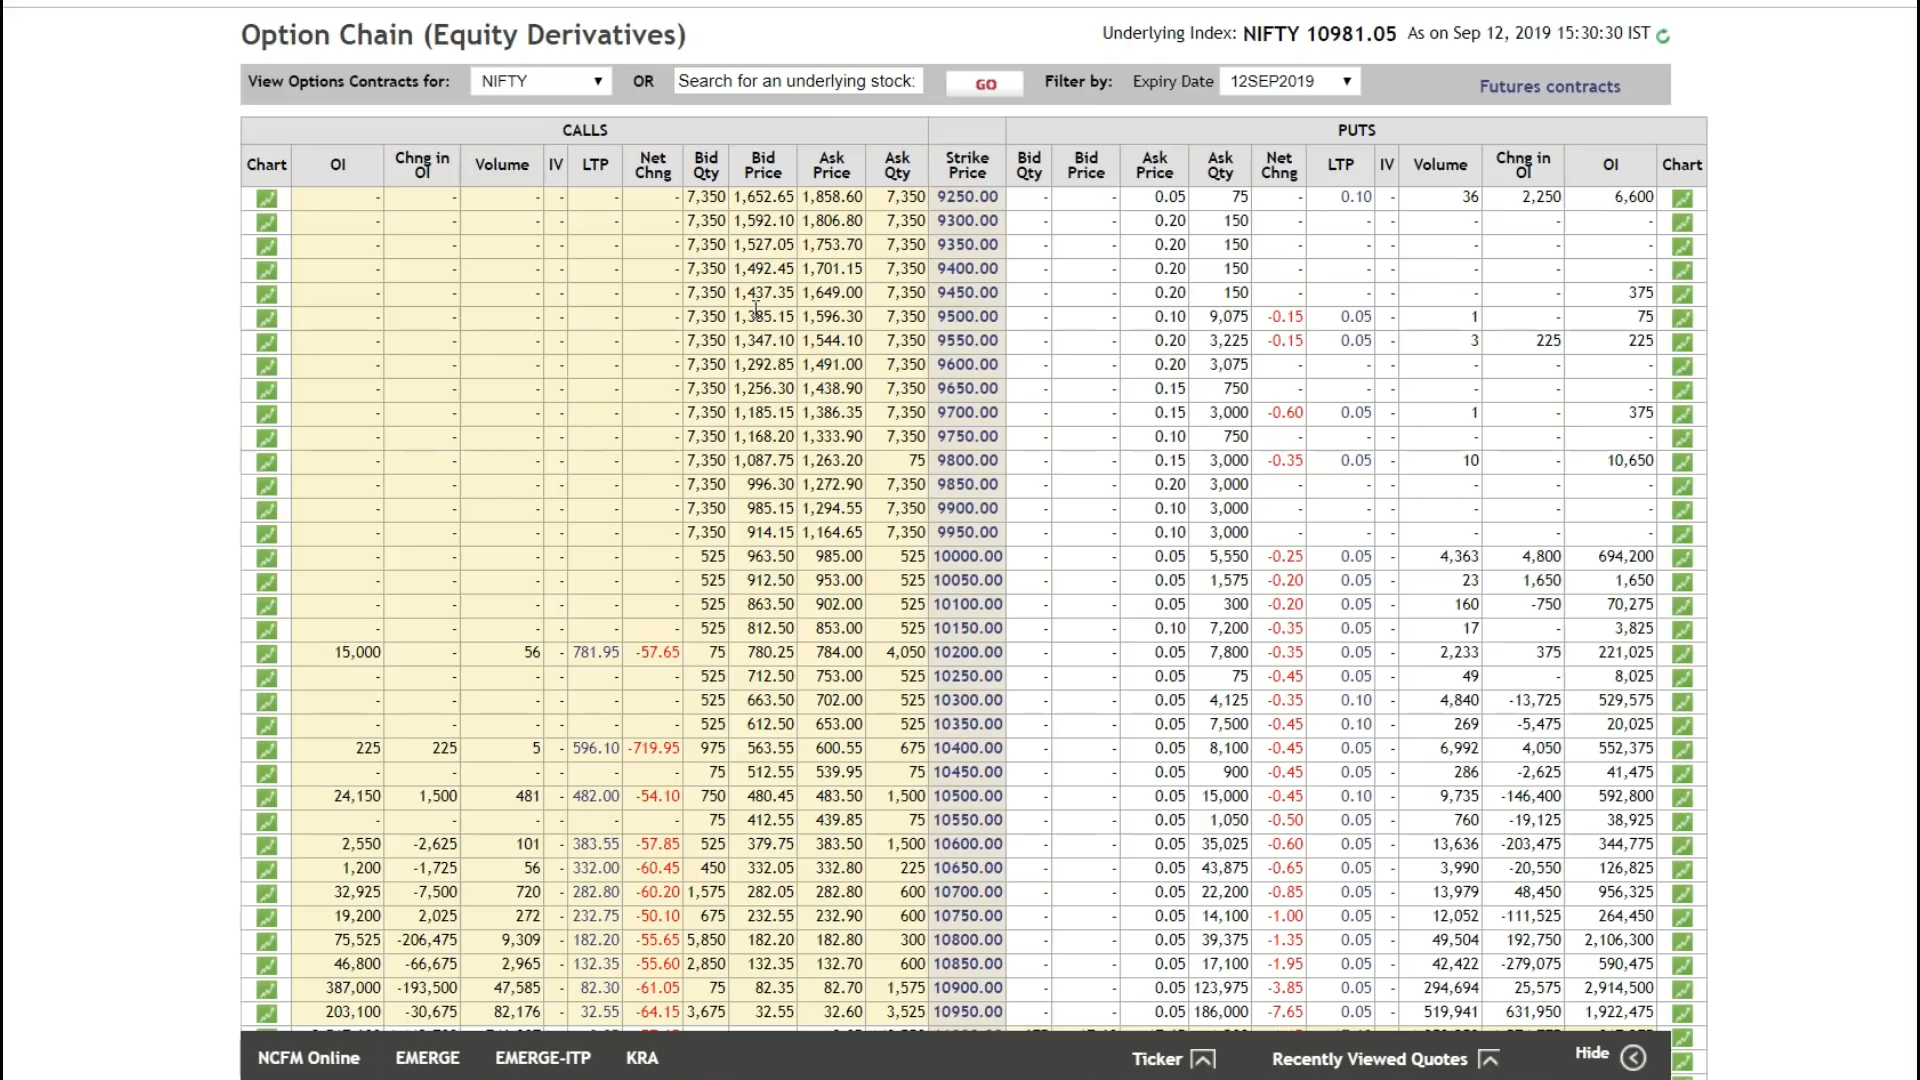 Option Chain (Equity Derivatives)
Underlying Index: NIFTY 10981.05 As on Sep 12, 2019 15:30:30 IST
View Options Contracts for: NIFTY OR Search for an underlying stock: GO Filter by: Expiry Date 12SEP2019 Futures contracts
CALLS PUTS
Chart OI Chng in OI Volume IV LTP Net Chng Bid Qty Bid Price Ask Price Ask Qty Strike Price Bid Qty Bid Price Ask Price Ask Qty Net Chng LTP IV Volume Chng in OI OI Chart
- - - - - - 7,350 1,652.65 1,858.60 7,350 9250.00 - - 0.05 75 - 0.10 - 36 2,250 6,600
- - - - - - 7,350 1,592.10 1,806.80 7,350 9300.00 - - 0.20 150 - - - - - -
- - - - - - 7,350 1,527.05 1,753.70 7,350 9350.00 - - 0.20 150 - - - - - -
- - - - - - 7,350 1,492.45 1,701.15 7,350 9400.00 - - 0.20 150 - - - - - -
- - - - - - 7,350 1,437.35 1,649.00 7,350 9450.00 - - 0.20 150 - - - - - 375
- - - - - - 7,350 1,385.15 1,596.30 7,350 9500.00 - - 0.10 9,075 -0.15 0.05 - 1 - 75
- - - - - - 7,350 1,347.10 1,544.10 7,350 9550.00 - - 0.20 3,225 -0.15 0.05 - 3 225 225
- - - - - - 7,350 1,292.85 1,491.00 7,350 9600.00 - - 0.20 3,075 - - - - - -
- - - - - - 7,350 1,256.30 1,438.90 7,350 9650.00 - - 0.15 750 - - - - - -
- - - - - - 7,350 1,185.15 1,386.35 7,350 9700.00 - - 0.15 3,000 -0.60 0.05 - 1 - 375
- - - - - - 7,350 1,168.20 1,333.90 7,350 9750.00 - - 0.10 750 - - - - - -
- - - - - - 7,350 1,087.75 1,263.20 75 9800.00 - - 0.15 3,000 -0.35 0.05 - 10 - 10,650
- - - - - - 7,350 996.30 1,272.90 7,350 9850.00 - - 0.20 3,000 - - - - - -
- - - - - - 7,350 985.15 1,294.55 7,350 9900.00 - - 0.10 3,000 - - - - - -
- - - - - - 7,350 914.15 1,164.65 7,350 9950.00 - - 0.10 3,000 - - - - - -
- - - - - - 525 963.50 985.00 525 10000.00 - - 0.05 5,550 -0.25 0.05 - 4,363 4,800 694,200
- - - - - - 525 912.50 953.00 525 10050.00 - - 0.05 1,575 -0.20 0.05 - 23 1,650 1,650
- - - - - - 525 863.50 902.00 525 10100.00 - - 0.05 300 -0.20 0.05 - 160 -750 70,275
- - - - - - 525 812.50 853.00 525 10150.00 - - 0.10 7,200 -0.35 0.05 - 17 - 3,825
15,000 - 56 - 781.95 -57.65 75 780.25 784.00 4,050 10200.00 - - 0.05 7,800 -0.35 0.05 - 2,233 375 221,025
- - - - - - 525 712.50 753.00 525 10250.00 - - 0.05 75 -0.45 0.05 - 49 - 8,025
- - - - - - 525 663.50 702.00 525 10300.00 - - 0.05 4,125 -0.35 0.10 - 4,840 -13,725 529,575
- - - - - - 525 612.50 653.00 525 10350.00 - - 0.05 7,500 -0.45 0.10 - 269 -5,475 20,025
225 225 5 - 596.10 -719.95 975 563.55 600.55 675 10400.00 - - 0.05 8,100 -0.45 0.05 - 6,992 4,050 552,375
- - - - - - 75 512.55 539.95 75 10450.00 - - 0.05 900 -0.45 0.05 - 286 -2,625 41,475
24,150 1,500 481 - 482.00 -54.10 750 480.45 483.50 1,500 10500.00 - - 0.05 15,000 -0.45 0.10 - 9,735 -146,400 592,800
- - - - - - 75 412.55 439.85 75 10550.00 - - 0.05 1,050 -0.50 0.05 - 760 -19,125 38,925
2,550 -2,625 101 - 383.55 -57.85 525 379.75 383.50 1,500 10600.00 - - 0.05 35,025 -0.60 0.05 - 13,636 -203,475 344,775
1,200 -1,725 56 - 332.00 -60.45 450 332.05 332.80 225 10650.00 - - 0.05 43,875 -0.65 0.05 - 3,990 -20,550 126,825
32,925 -7,500 720 - 282.80 -60.20 1,575 282.05 282.80 600 10700.00 - - 0.05 22,200 -0.85 0.05 - 13,979 48,450 956,325
19,200 2,025 272 - 232.75 -50.10 675 232.55 232.90 600 10750.00 - - 0.05 14,100 -1.00 0.05 - 12,052 -111,525 264,450
75,525 -206,475 9,309 - 182.20 -55.65 5,850 182.20 182.80 300 10800.00 - - 0.05 39,375 -1.35 0.05 - 49,504 192,750 2,106,300
46,800 -66,675 2,965 - 132.35 -55.60 2,850 132.35 132.70 600 10850.00 - - 0.05 17,100 -1.95 0.05 - 42,422 -279,075 590,475
387,000 -193,500 47,585 - 82.30 -61.05 75 82.35 82.70 1,575 10900.00 - - 0.05 123,975 -3.85 0.05 - 294,694 25,575 2,914,500
203,100 -30,675 82,176 - 32.55 -64.15 3,675 32.55 32.60 3,525 10950.00 - - 0.05 186,000 -7.65 0.05 - 519,941 631,950 1,922,475
NCFM Online EMERGE EMERGE-ITP KRA Ticker Recently Viewed Quotes Hide